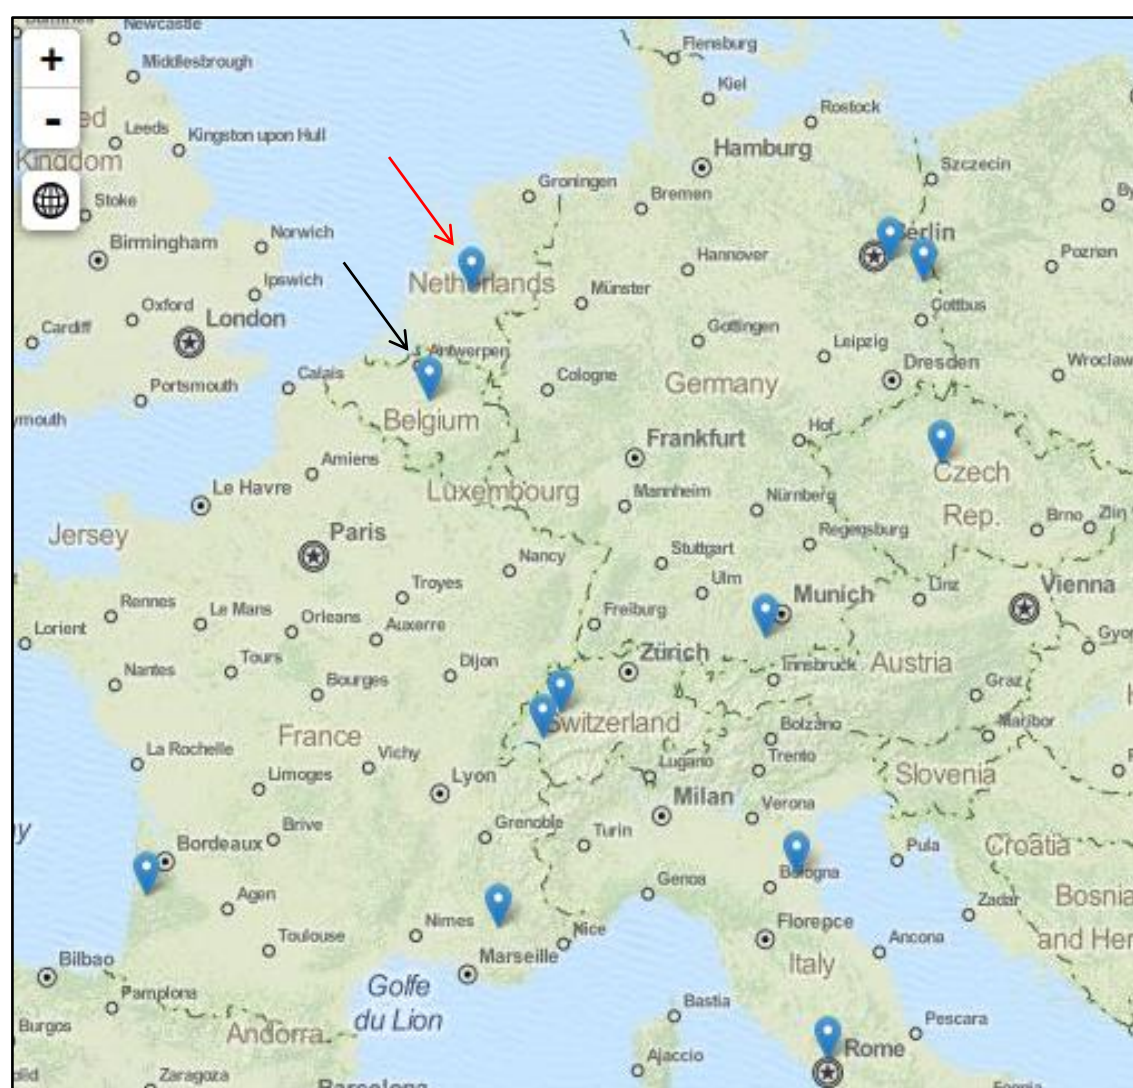 Newcastle
+
Middlesbrough
Flensburg
Kiel
-
Leeds
Kingston upon Hull
Rostock
Hamburg
Kingdom
Szczecin
Groningen
Bremen
Stoke
Norwich
Birmingham
Berlin
Hannover
Poznan
Ipswich
Netherlands
Münster
Oxford
London
Cottbus
Cardiff
Gottingen
Leipzig
Antwerpen
Dresden
Wroclaw
Calais
Cologne
Germany
Portsmouth
Belgium
Hof
Frankfurt
Amiens
Czech
Rep.
Le Havre
Luxembourg
Mannheim
Nürnberg
Brno
Zlin
Jersey
Paris
Regensburg
Nancy
Stuttgart
Troyes
Ulm
Linz
Vienna
Rennes
Le Mans
Orleans
Auxerre
Freiburg
Munich
Lorient
Tours
Dijon
Zürich
Innsbruck
Austria
Nantes
Bourges
Graz
France
Switzerland
Bolzano
Maribor
La Rochelle
Vichy
Lugano
Trento
Limoges
Lyon
Slovenia
Milan
Verona
Brive
Grenoble
Turin
Pula
Croatia
Bordeaux
Bologna
Genoa
Agen
Zadar
Bosnia
Nimes
Nice
Florepce
Ancona
and Her
Toulouse
Marseille
Bilbao
Italy
Golfe
du Lion
Pamplona
Bastia
Pescara
Burgos
Andorra
Rome
Ajaccio
Zaragoza